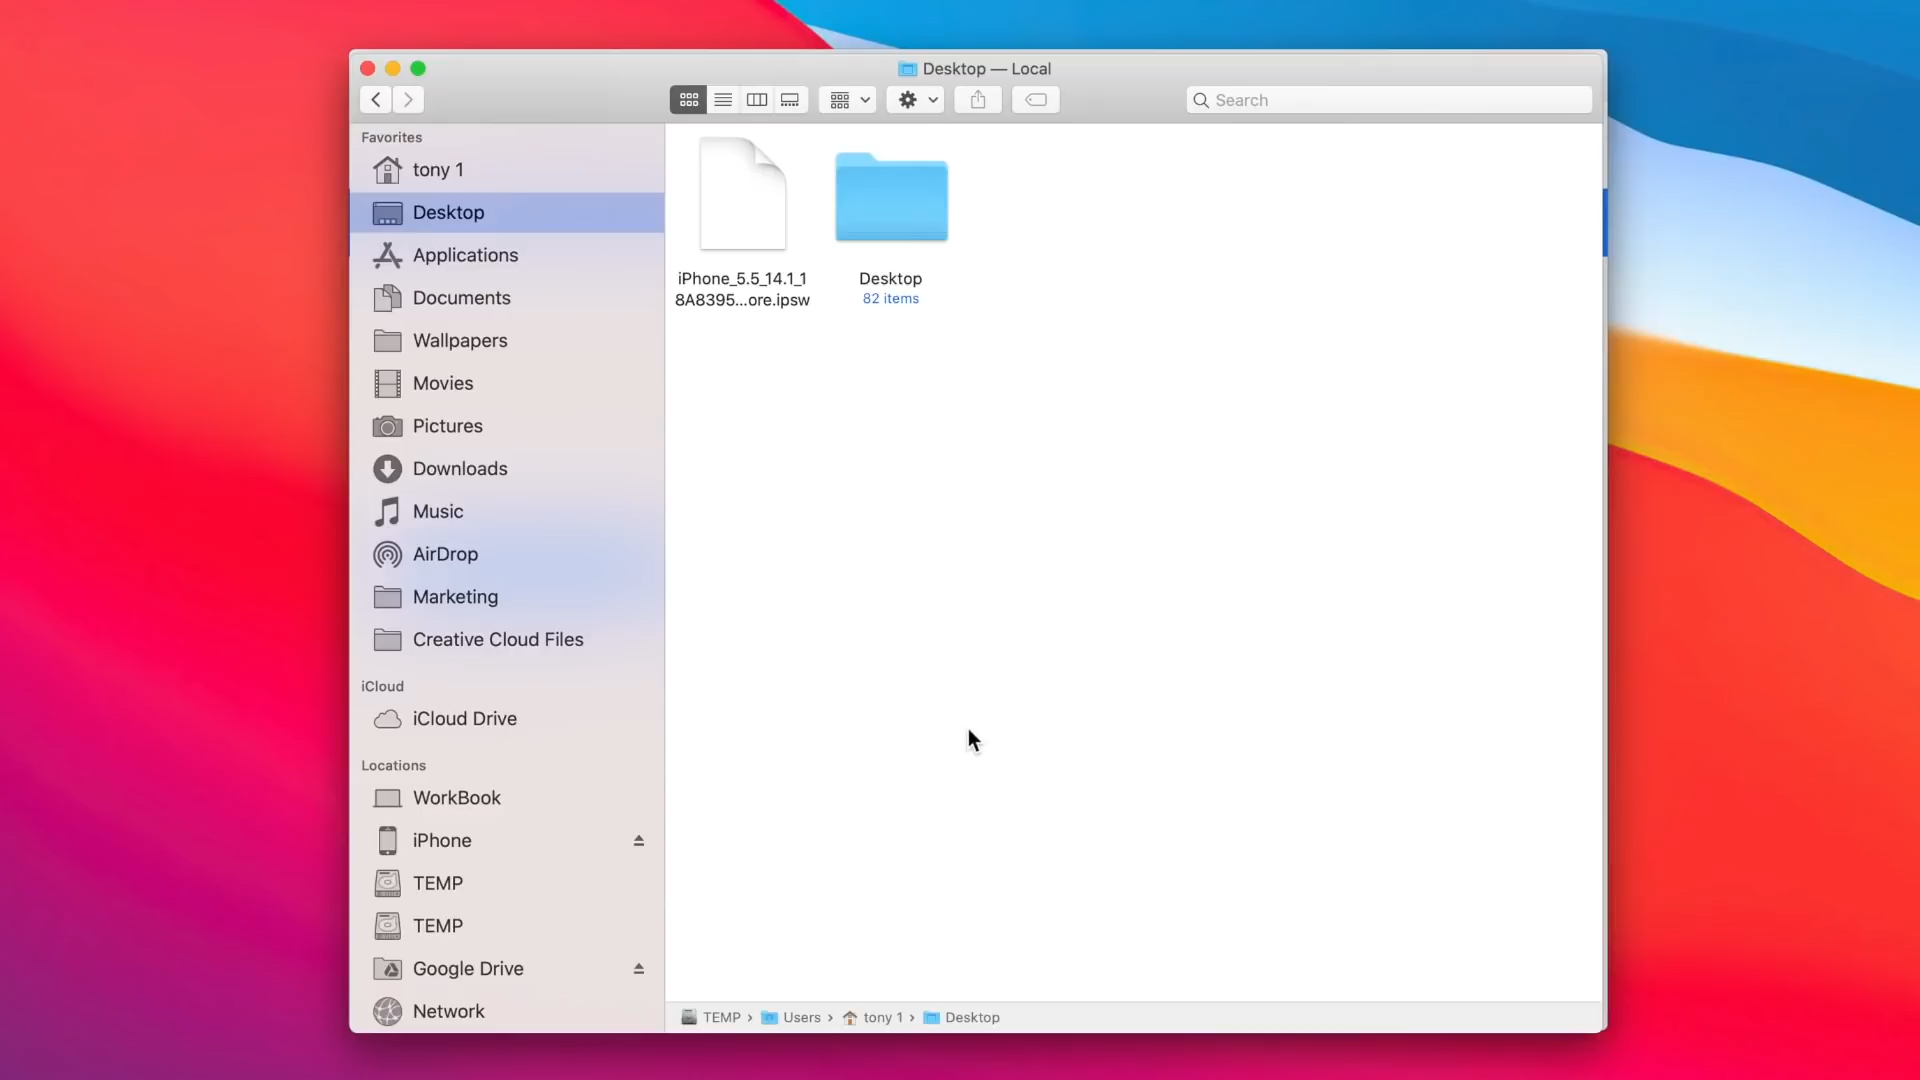 Desktop — Local
Search
Favorites
tony 1
Desktop
Applications
Documents
Wallpapers
Movies
Pictures
Downloads
Music
AirDrop
Marketing
Creative Cloud Files
iCloud
iCloud Drive
Locations
WorkBook
iPhone
TEMP
TEMP
Google Drive
Network
iPhone_5.5_14.1_1
8A8395...ore.ipsw
Desktop
82 items
TEMP › Users › tony 1 › Desktop